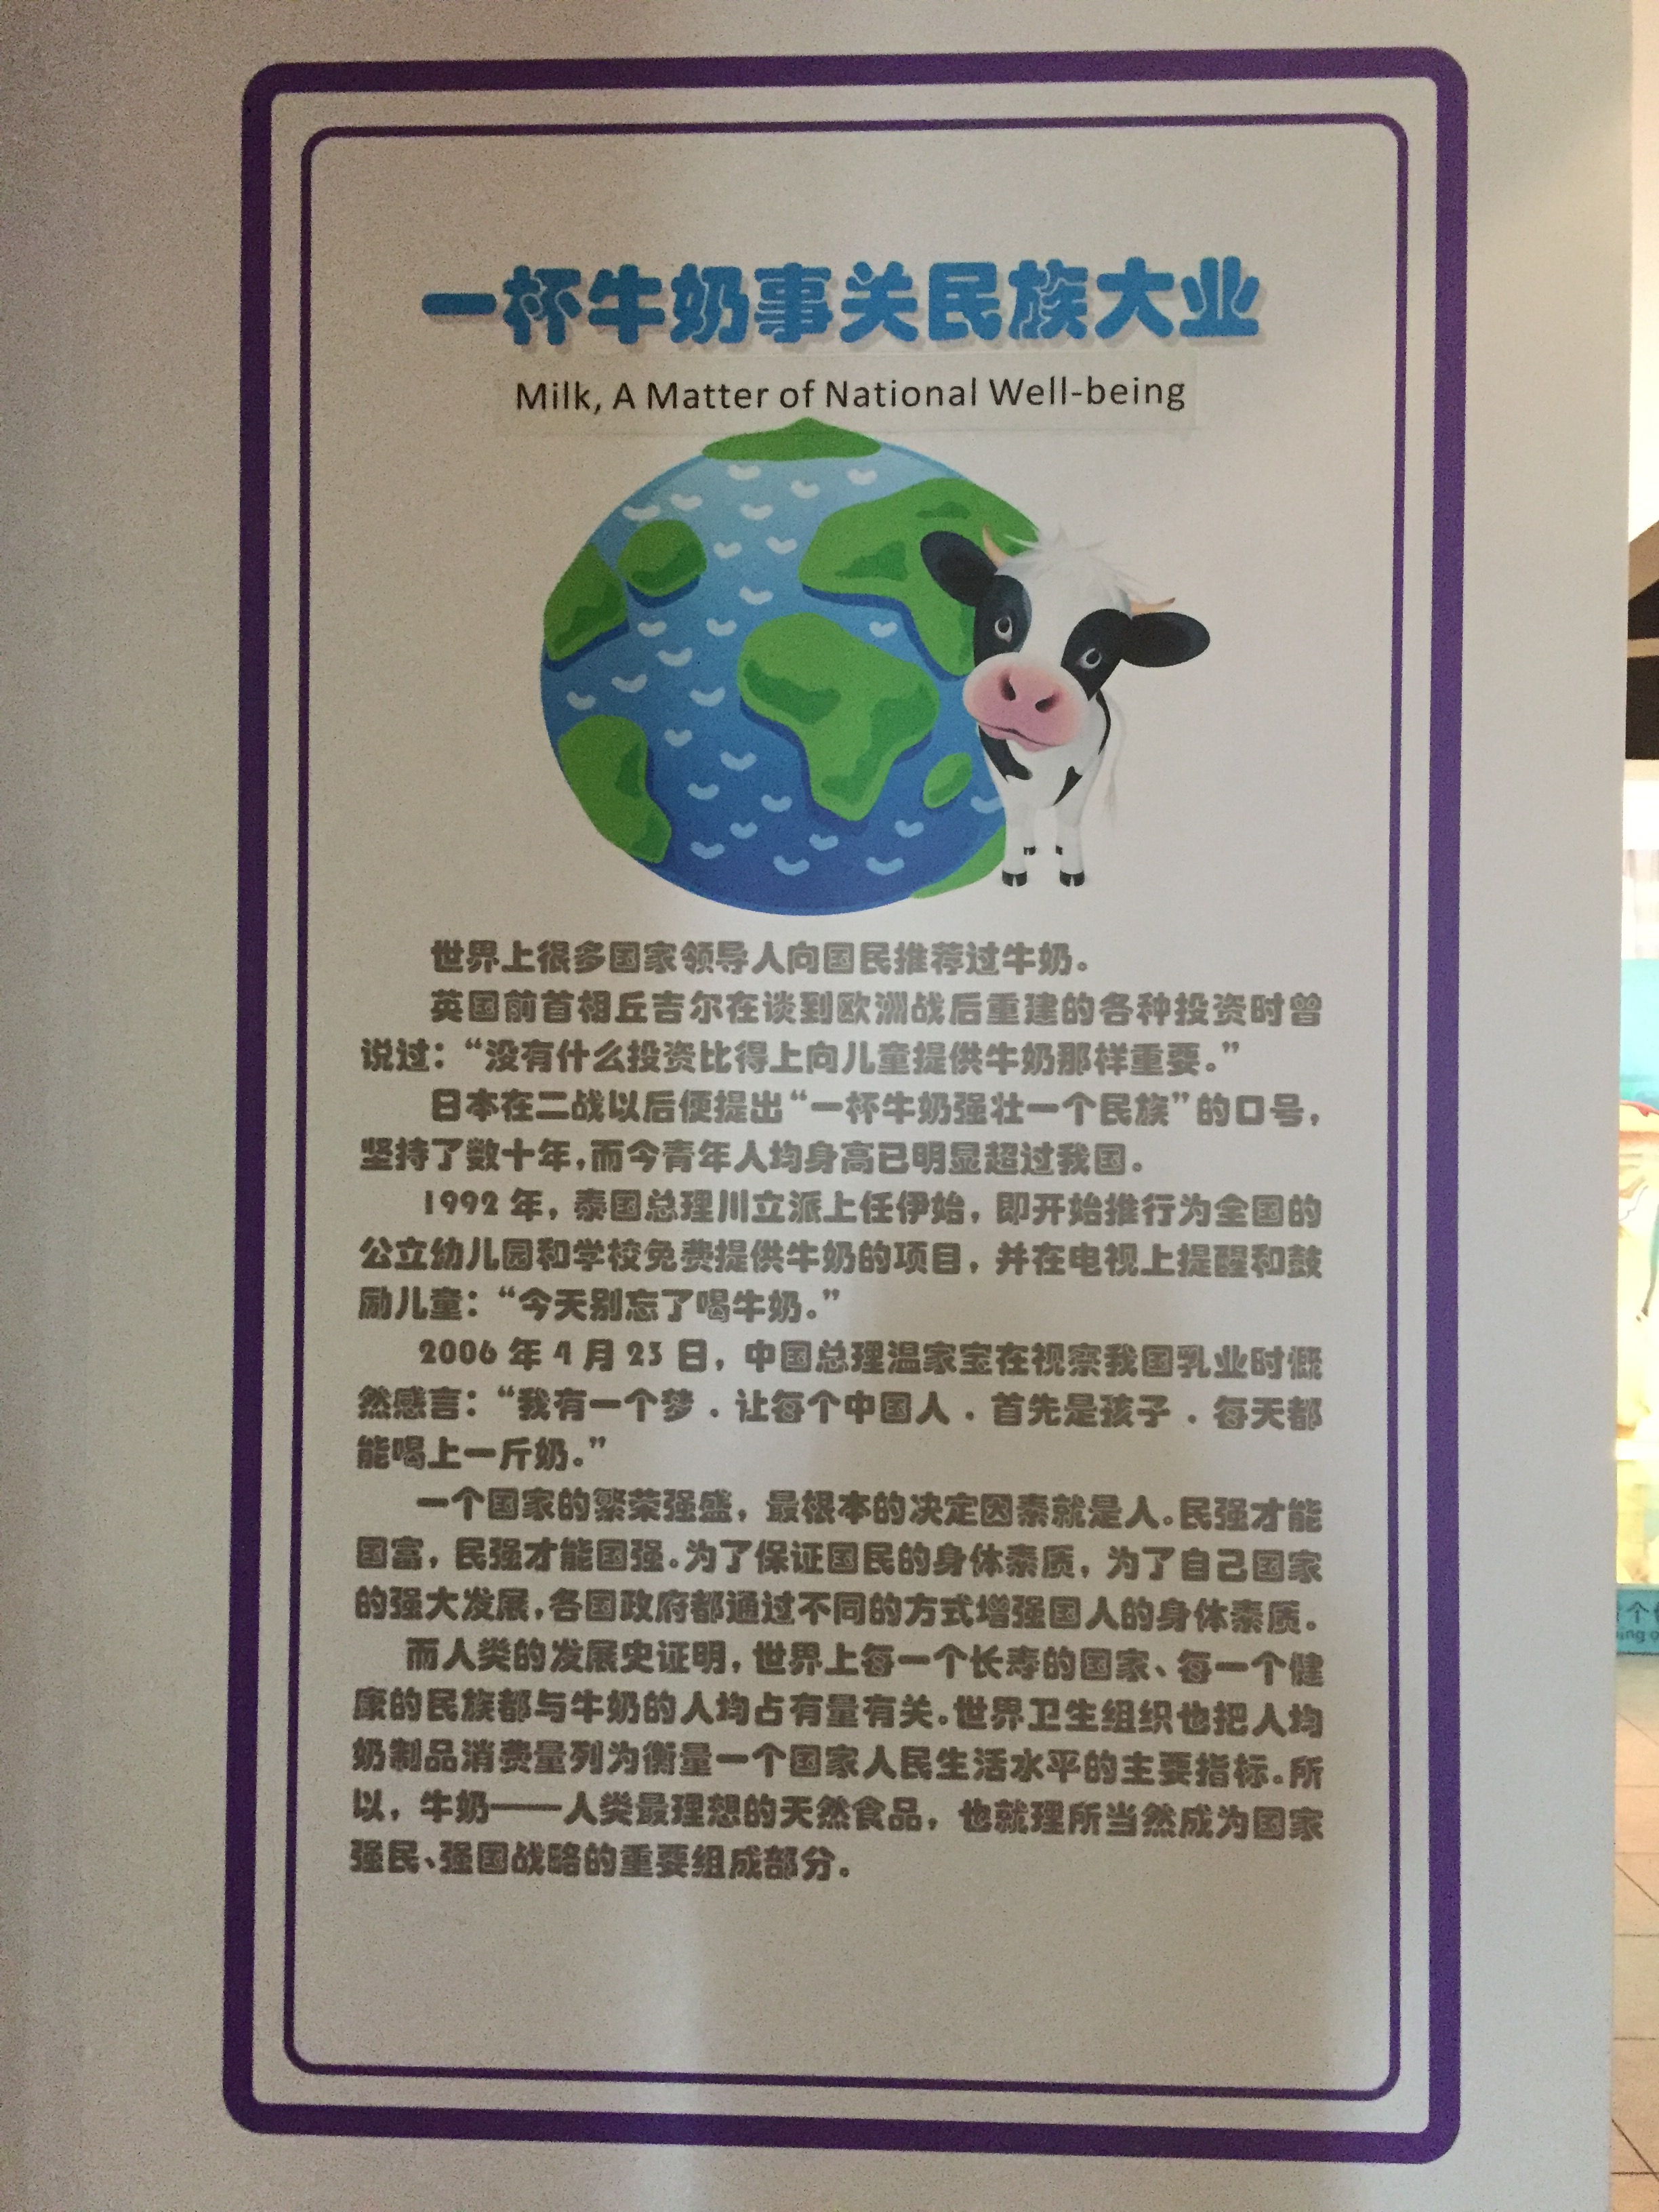 一杯牛奶事关民族大业
Milk, A Matter of National Well-being
世界上很多国家领导人向国民推荐过牛奶。
英国前首相丘吉尔在谈到欧洲战后重建的各种投资时曾
说过：“没有什么投资比得上向儿童提供牛奶那样重要。”
日本在二战以后便提出“一杯牛奶强壮一个民族”的口号，
坚持了数十年，而今青年人均身高已明显超过我国。
1992年，泰国总理川立派上任伊始，即开始推行为全国的
公立幼儿园和学校免费提供牛奶的项目，并在电视上提醒和鼓
励儿童：“今天别忘了喝牛奶。”
2006年4月23日，中国总理温家宝在视察我国乳业时慨
然感言：“我有一个梦．让每个中国人．首先是孩子．每天都
能喝上一斤奶。”
一个国家的繁荣强盛，最根本的决定因素就是人。民强才能
国富，民强才能国强。为了保证国民的身体素质，为了自己国家
的强大发展，各国政府都通过不同的方式增强国人的身体素质。
而人类的发展史证明，世界上每一个长寿的国家、每一个健
康的民族都与牛奶的人均占有量有关。世界卫生组织也把人均
奶制品消费量列为衡量一个国家人民生活水平的主要指标。所
以，牛奶——人类最理想的天然食品，也就理所当然成为国家
强民、强国战略的重要组成部分。